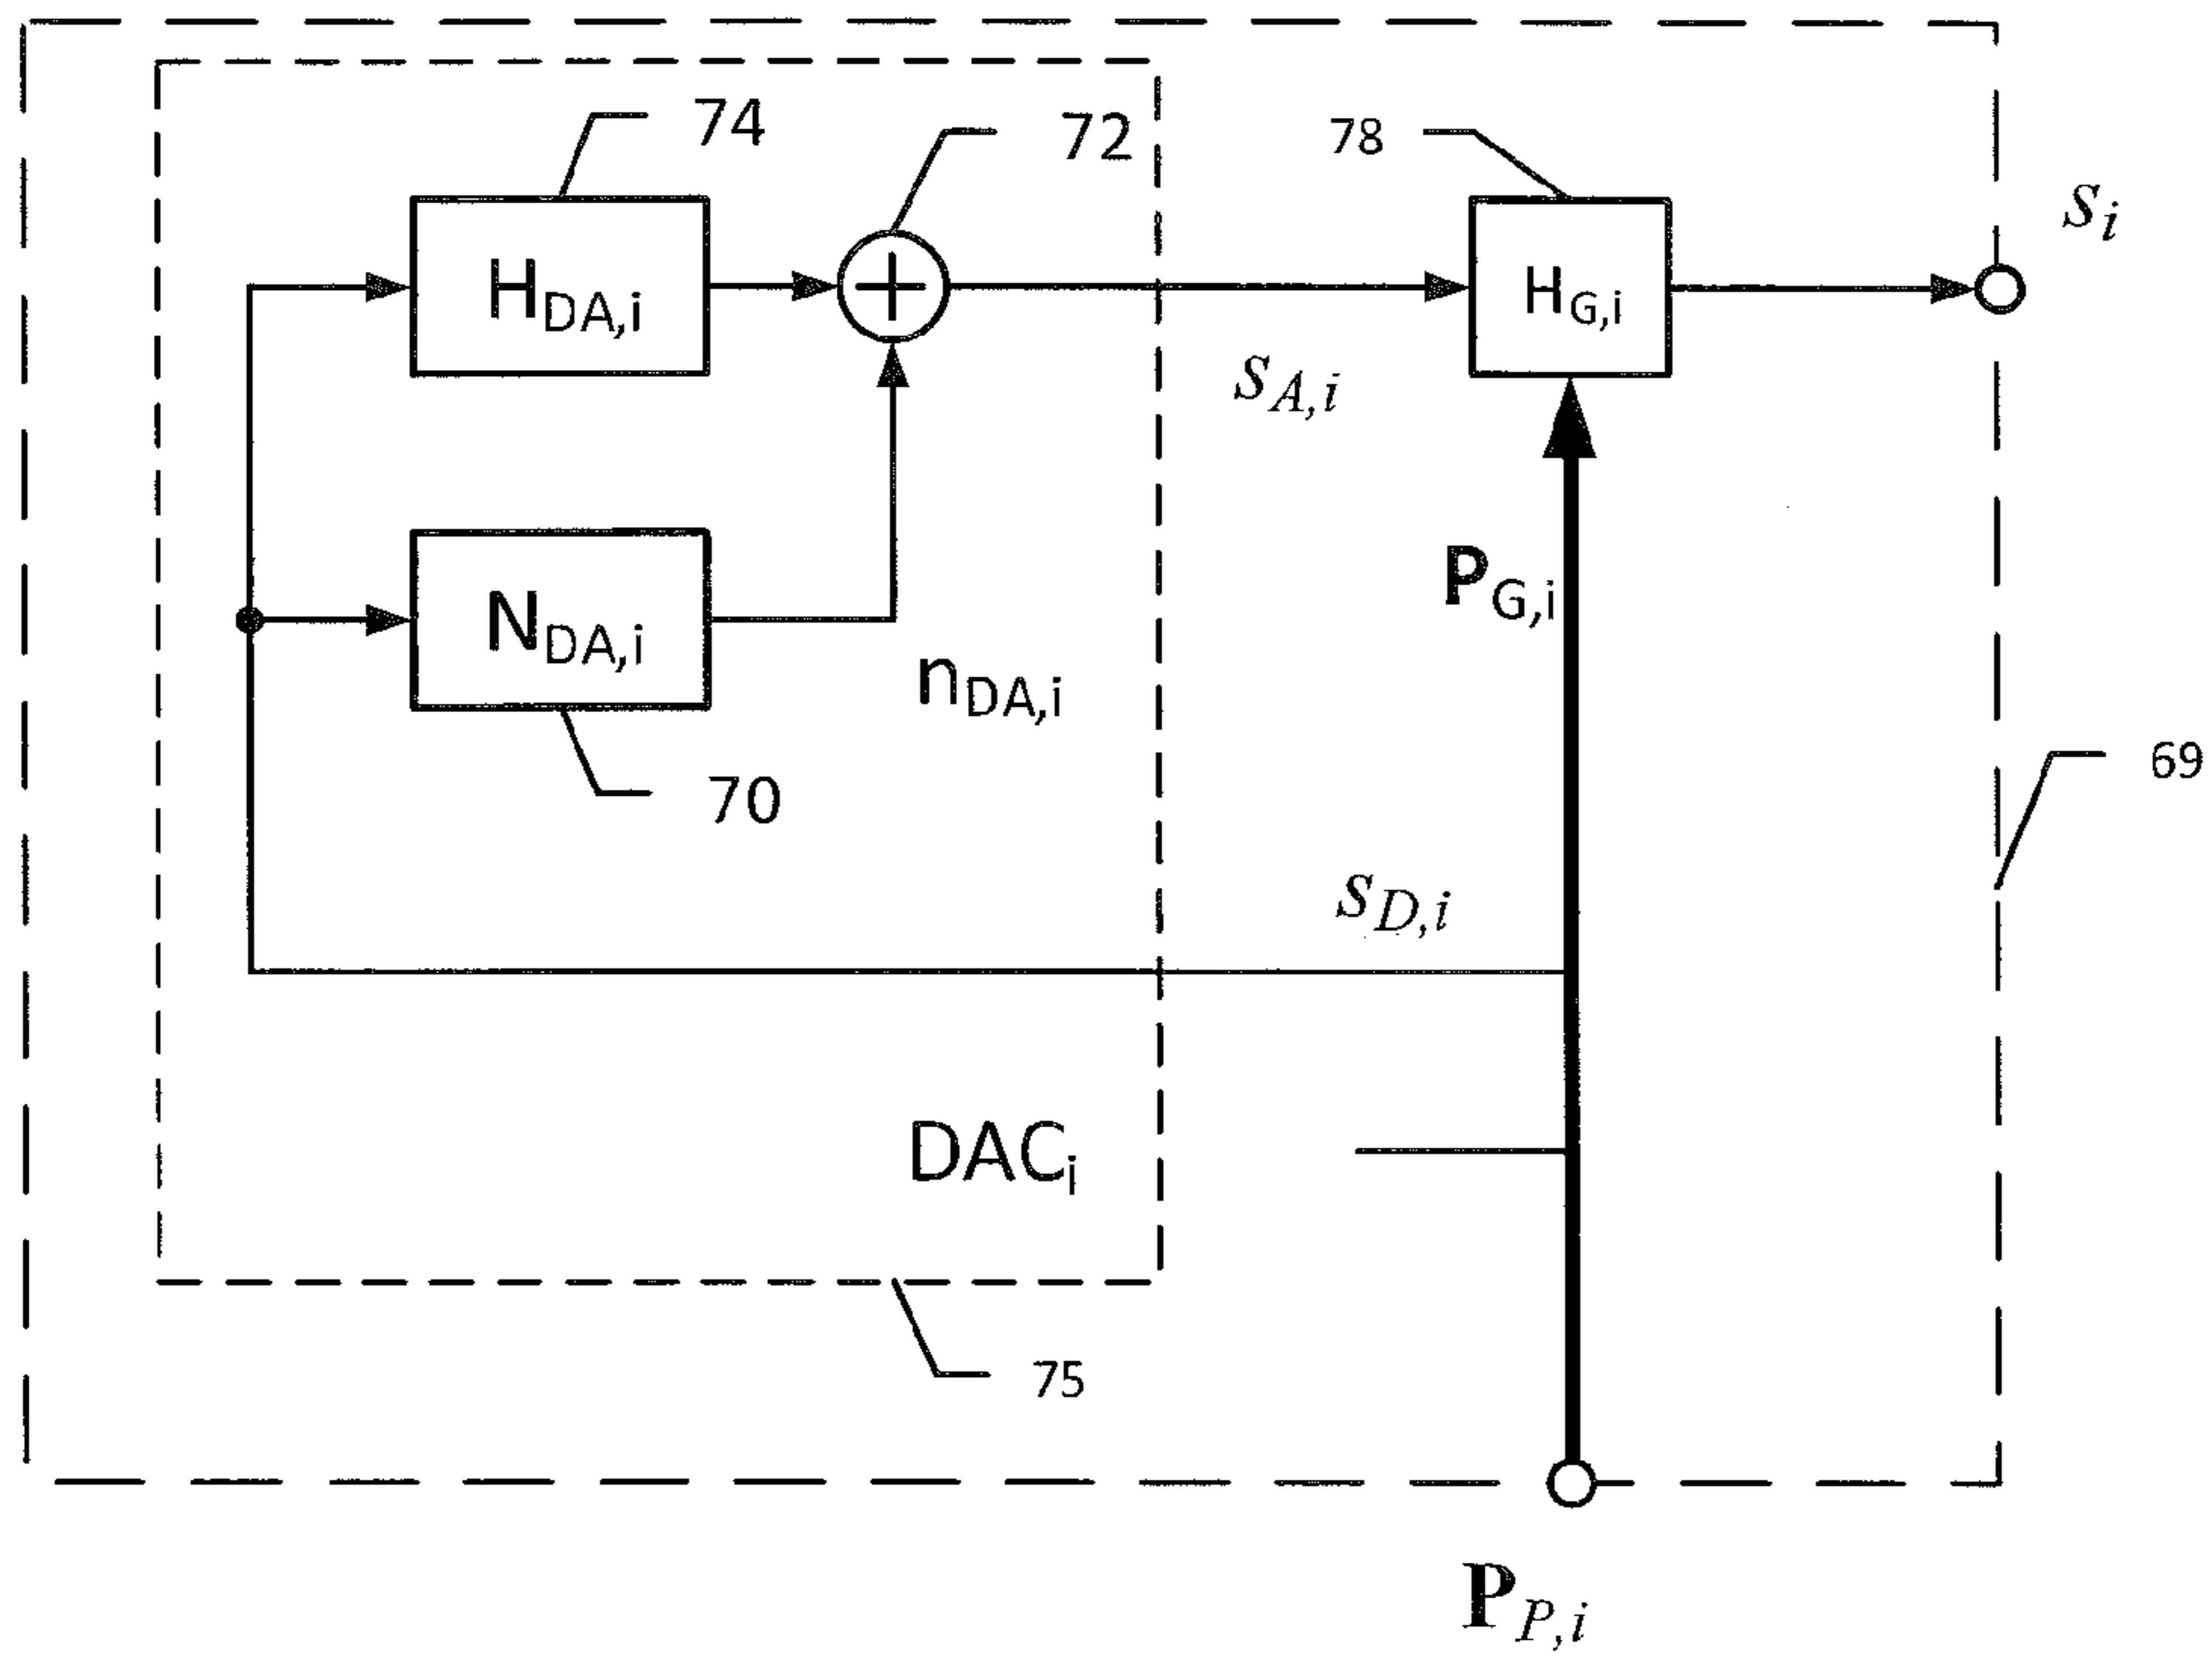 74
72
78
s_i
H_DA,i
H_G,i
s_A,i
N_DA,i
P_G,i
n_DA,i
70
69
s_D,i
DAC_i
75
P_P,i